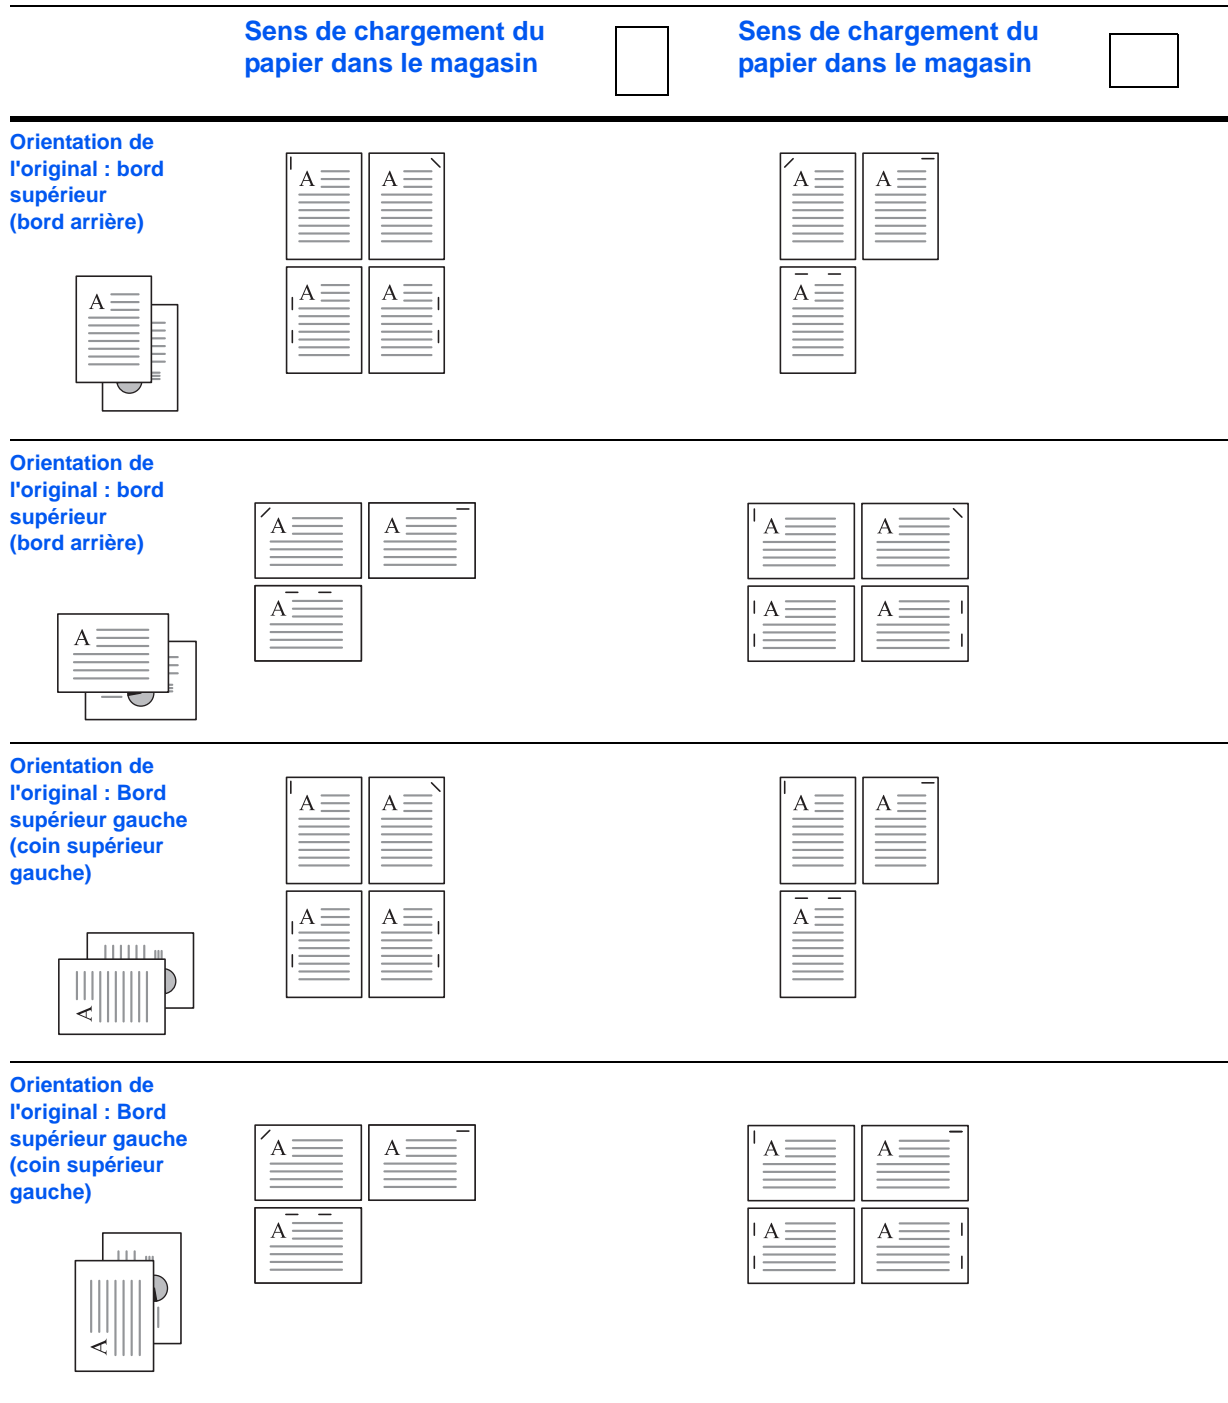 Sens de chargement du
papier dans le magasin
Sens de chargement du
papier dans le magasin
Orientation de
l'original : bord
supérieur
(bord arrière)
A
A
A
A
A
A
A
A
Orientation de
l'original : bord
supérieur
(bord arrière)
A
A
A
A
A
A
A
A
Orientation de
l'original : Bord
supérieur gauche
(coin supérieur
gauche)
A
A
A
A
A
A
A
A
Orientation de
l'original : Bord
supérieur gauche
(coin supérieur
gauche)
A
A
A
A
A
A
A
A